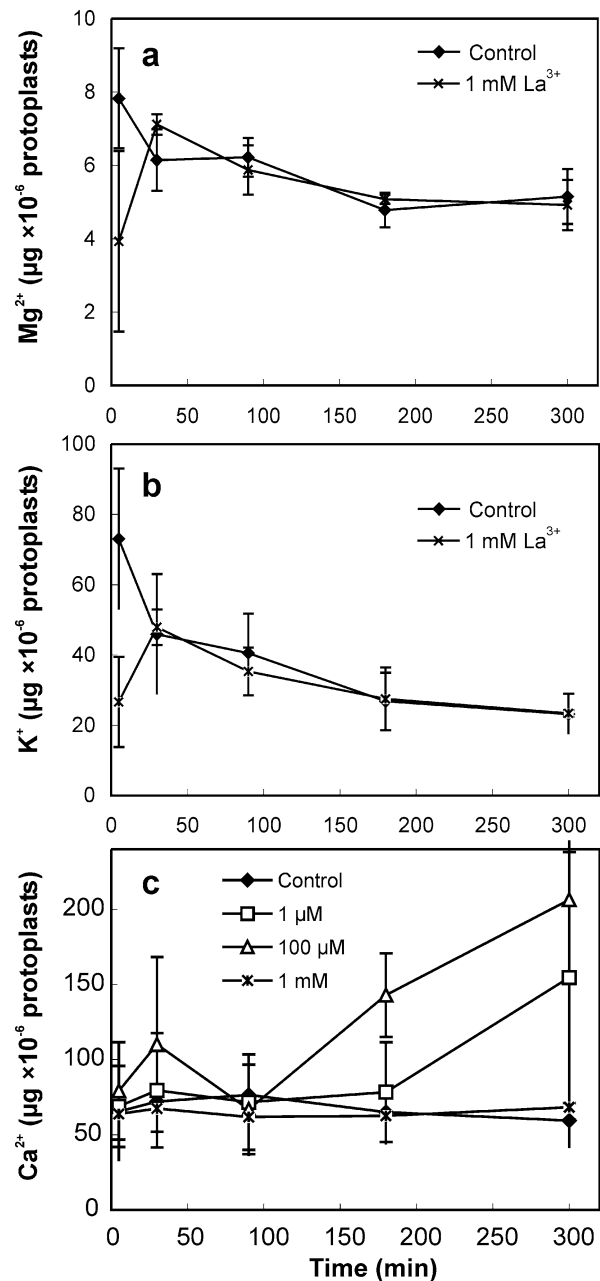 10
8
6
4
2
0
Mg²⁺ (µg ×10⁻⁶ protoplasts)
a
Control
1 mM La³⁺
0 50 100 150 200 250 300
100
80
60
40
20
0
K⁺ (µg ×10⁻⁶ protoplasts)
b
Control
1 mM La³⁺
0 50 100 150 200 250 300
200
150
100
50
0
Ca²⁺ (µg ×10⁻⁶ protoplasts)
c
Control
1 µM
100 µM
1 mM
0 50 100 150 200 250 300
Time (min)